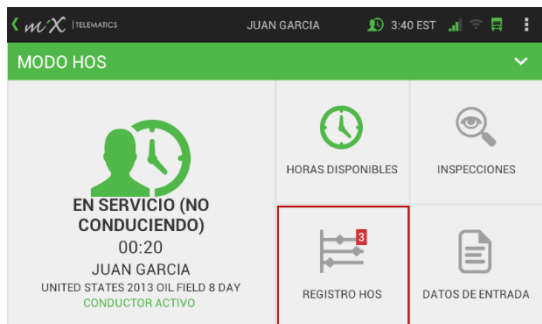 miX | TELEMATICS JUAN GARCIA 3:40 EST
MODO HOS
EN SERVICIO (NO
CONDUCIENDO)
00:20
JUAN GARCIA
UNITED STATES 2013 OIL FIELD 8 DAY
CONDUCTOR ACTIVO
HORAS DISPONIBLES
INSPECCIONES
3
REGISTRO HOS
DATOS DE ENTRADA